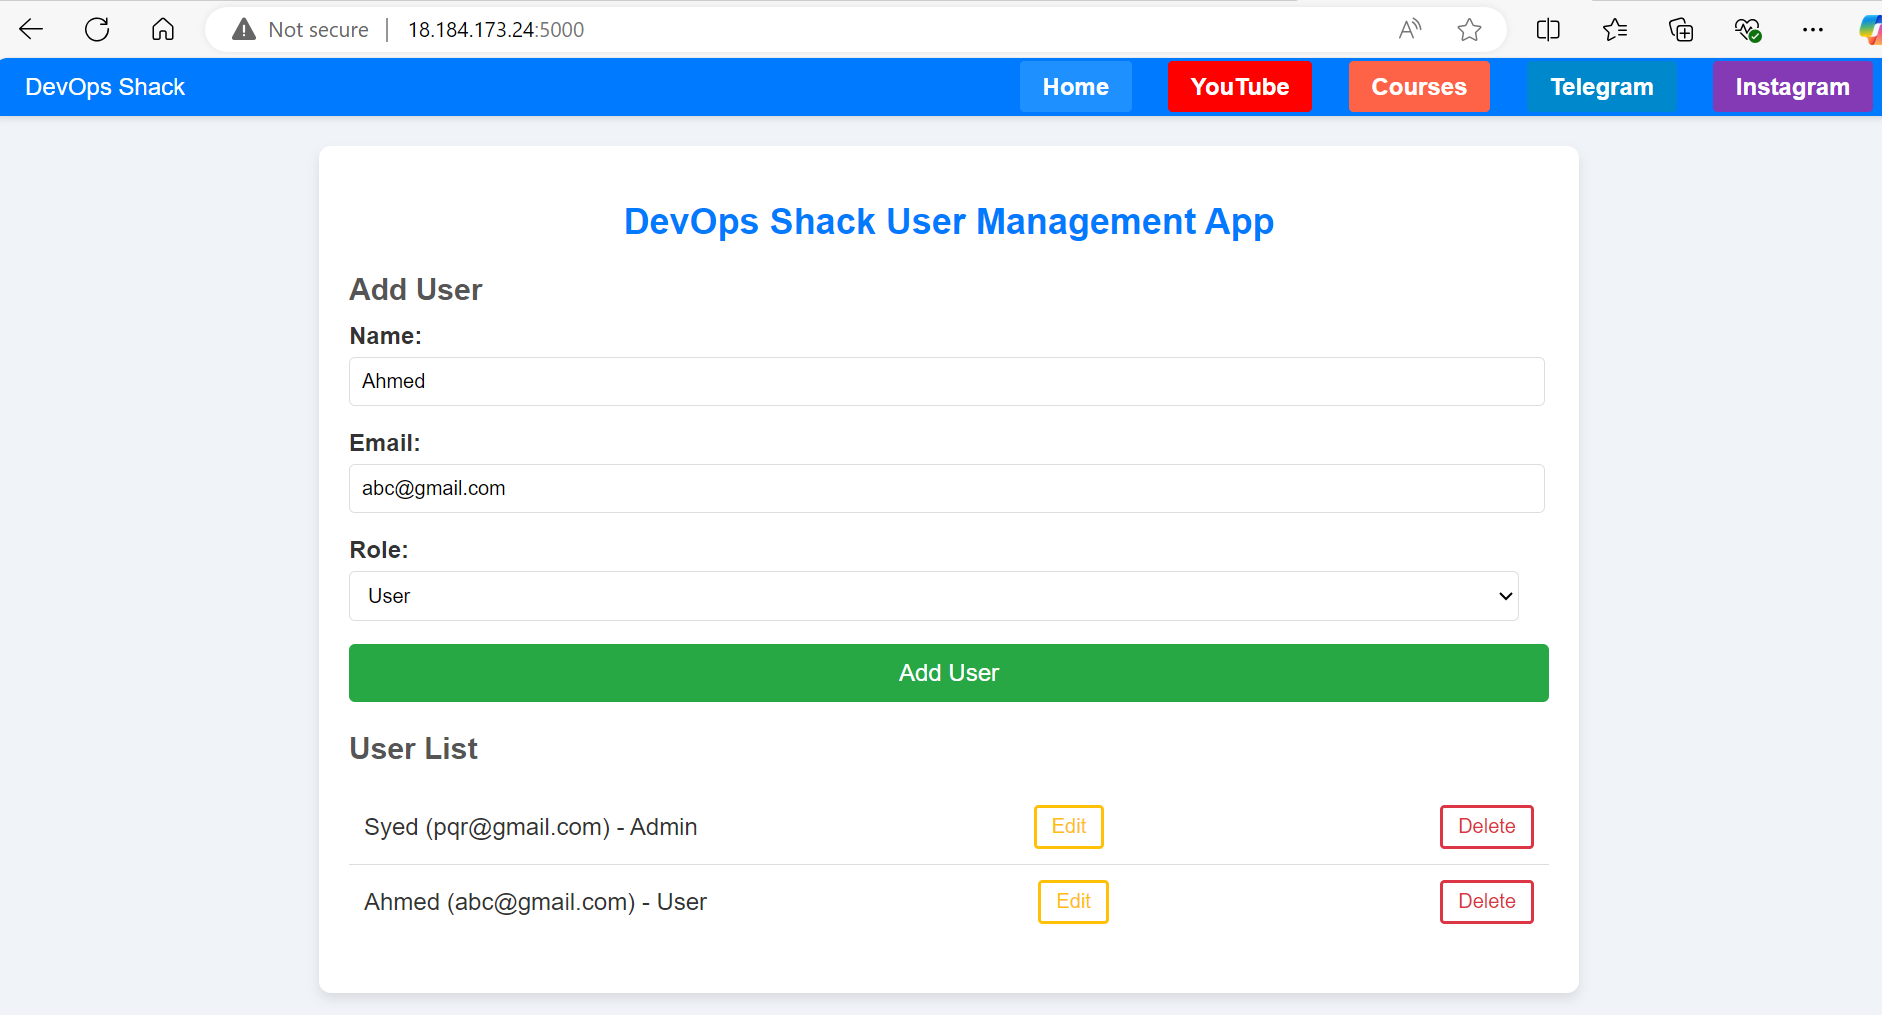 Not secure | 18.184.173.24:5000
DevOps Shack Home YouTube Courses Telegram Instagram
DevOps Shack User Management App
Add User
Name:
Ahmed
Email:
abc@gmail.com
Role:
User
Add User
User List
Syed (pqr@gmail.com) - Admin Edit Delete
Ahmed (abc@gmail.com) - User Edit Delete